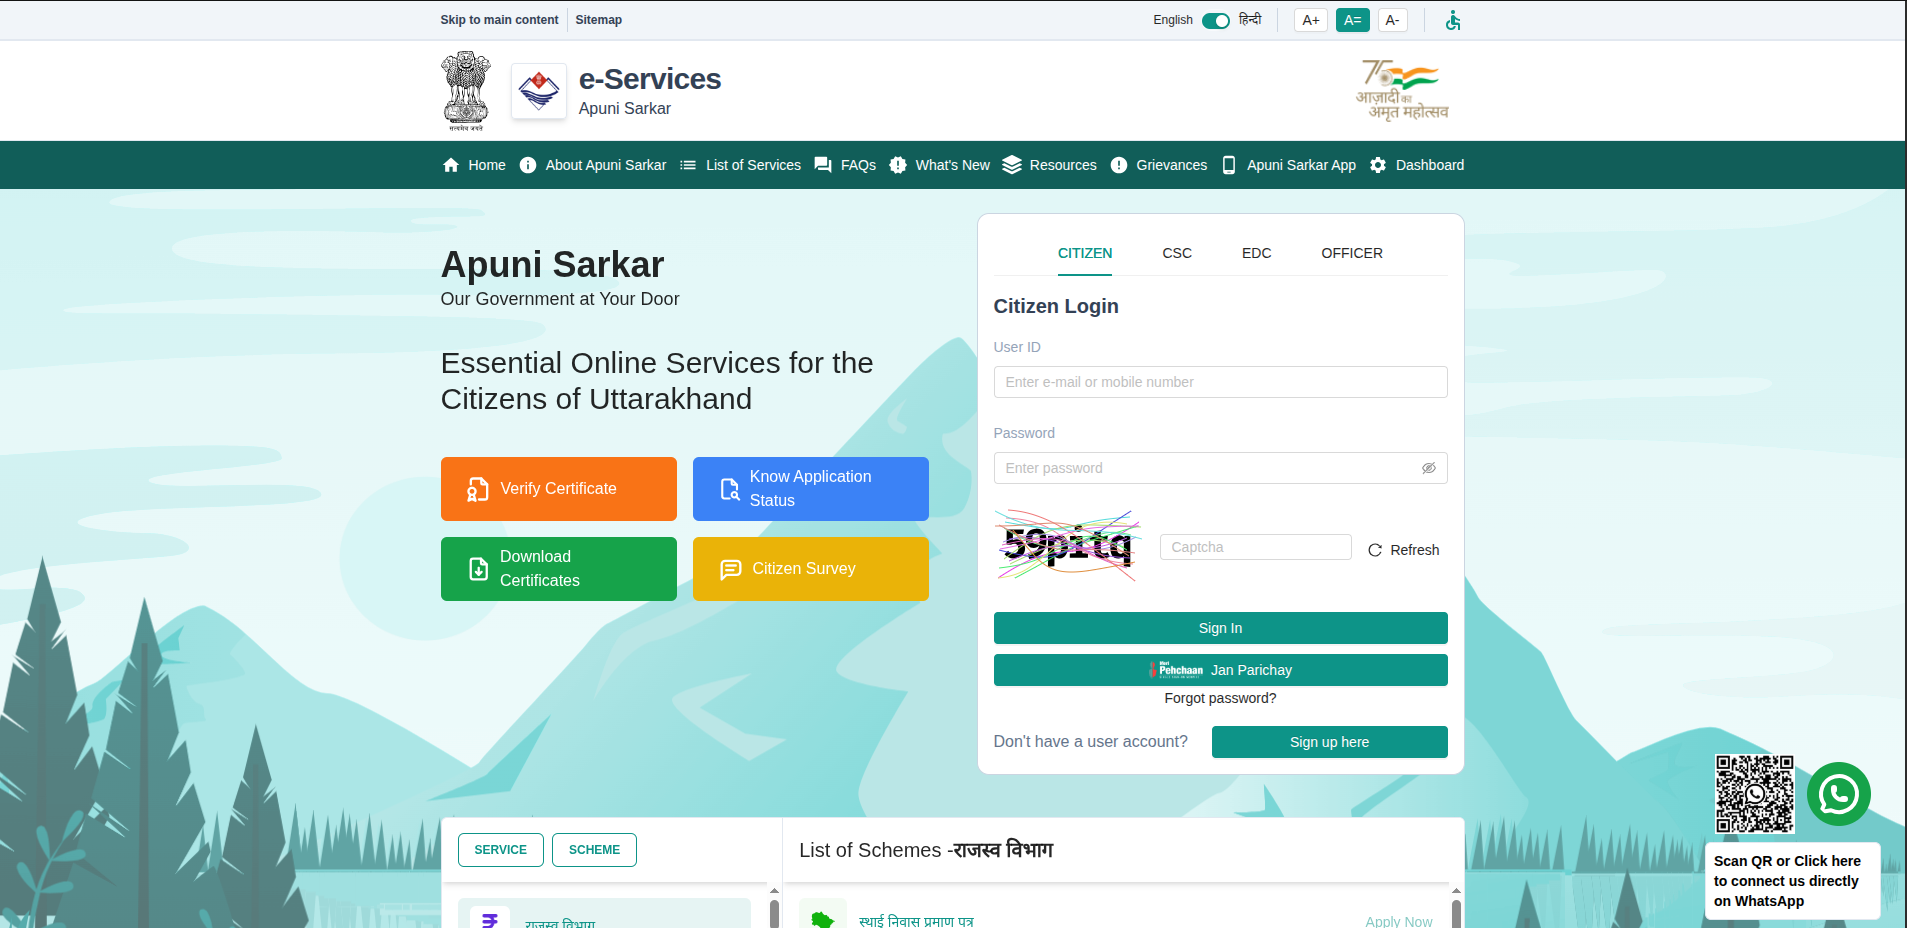 Skip to main content
Sitemap
English
हिन्दी
A+
A=
A-
सत्यमेव जयते
e-Services
Apuni Sarkar
75
आज़ादी का
अमृत महोत्सव
Home
About Apuni Sarkar
List of Services
FAQs
What's New
Resources
Grievances
Apuni Sarkar App
Dashboard
Apuni Sarkar
Our Government at Your Door
Essential Online Services for the
Citizens of Uttarakhand
Verify Certificate
Know Application
Status
Download
Certificates
Citizen Survey
CITIZEN
CSC
EDC
OFFICER
Citizen Login
User ID
Enter e-mail or mobile number
Password
Enter password
Captcha
Refresh
Sign In
Meri
Pehchaan
Jan Parichay
Forgot password?
Don't have a user account?
Sign up here
SERVICE
SCHEME
List of Schemes -राजस्व विभाग
राजस्व विभाग
स्थाई निवास प्रमाण पत्र
Apply Now
Scan QR or Click here
to connect us directly
on WhatsApp